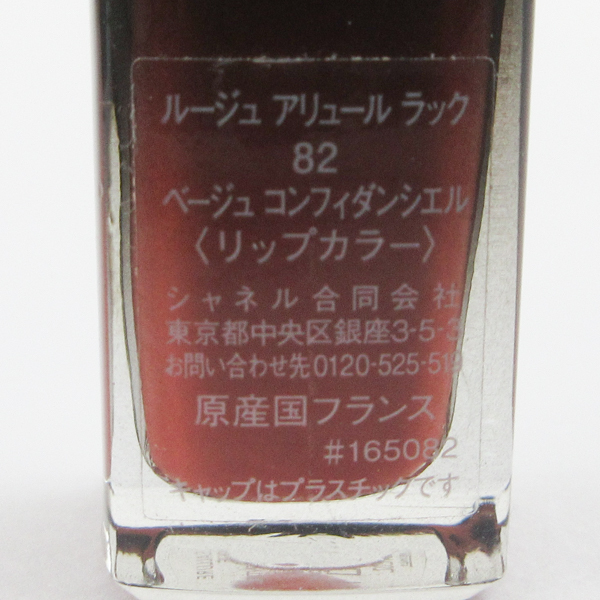 ルージュ アリュール ラック
82
ベージュ コンフィダンシエル
〈リップカラー〉
シャネル合同会社
東京都中央区銀座3-5-3
お問い合わせ先0120-525-519
原産国フランス
#165082
キャップはプラスチックです